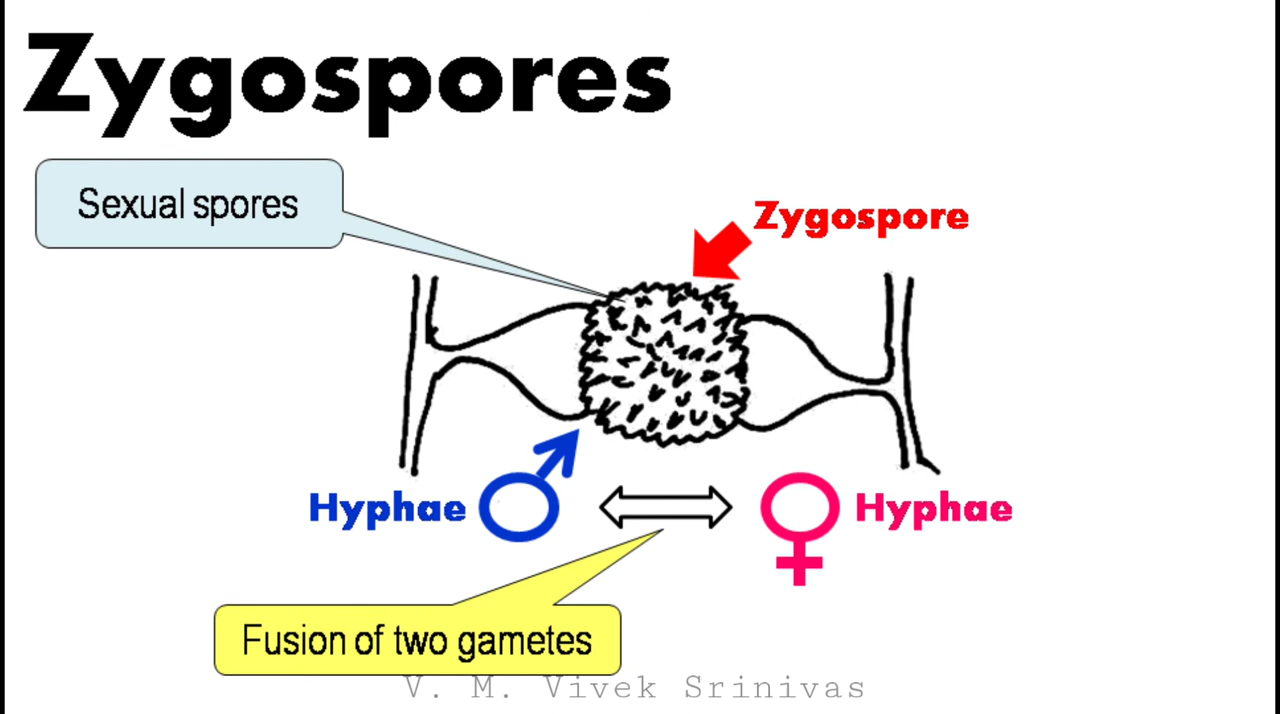 Zygospores
Sexual spores
Zygospore
Hyphae
Hyphae
Fusion of two gametes
V. M. Vivek Srinivas